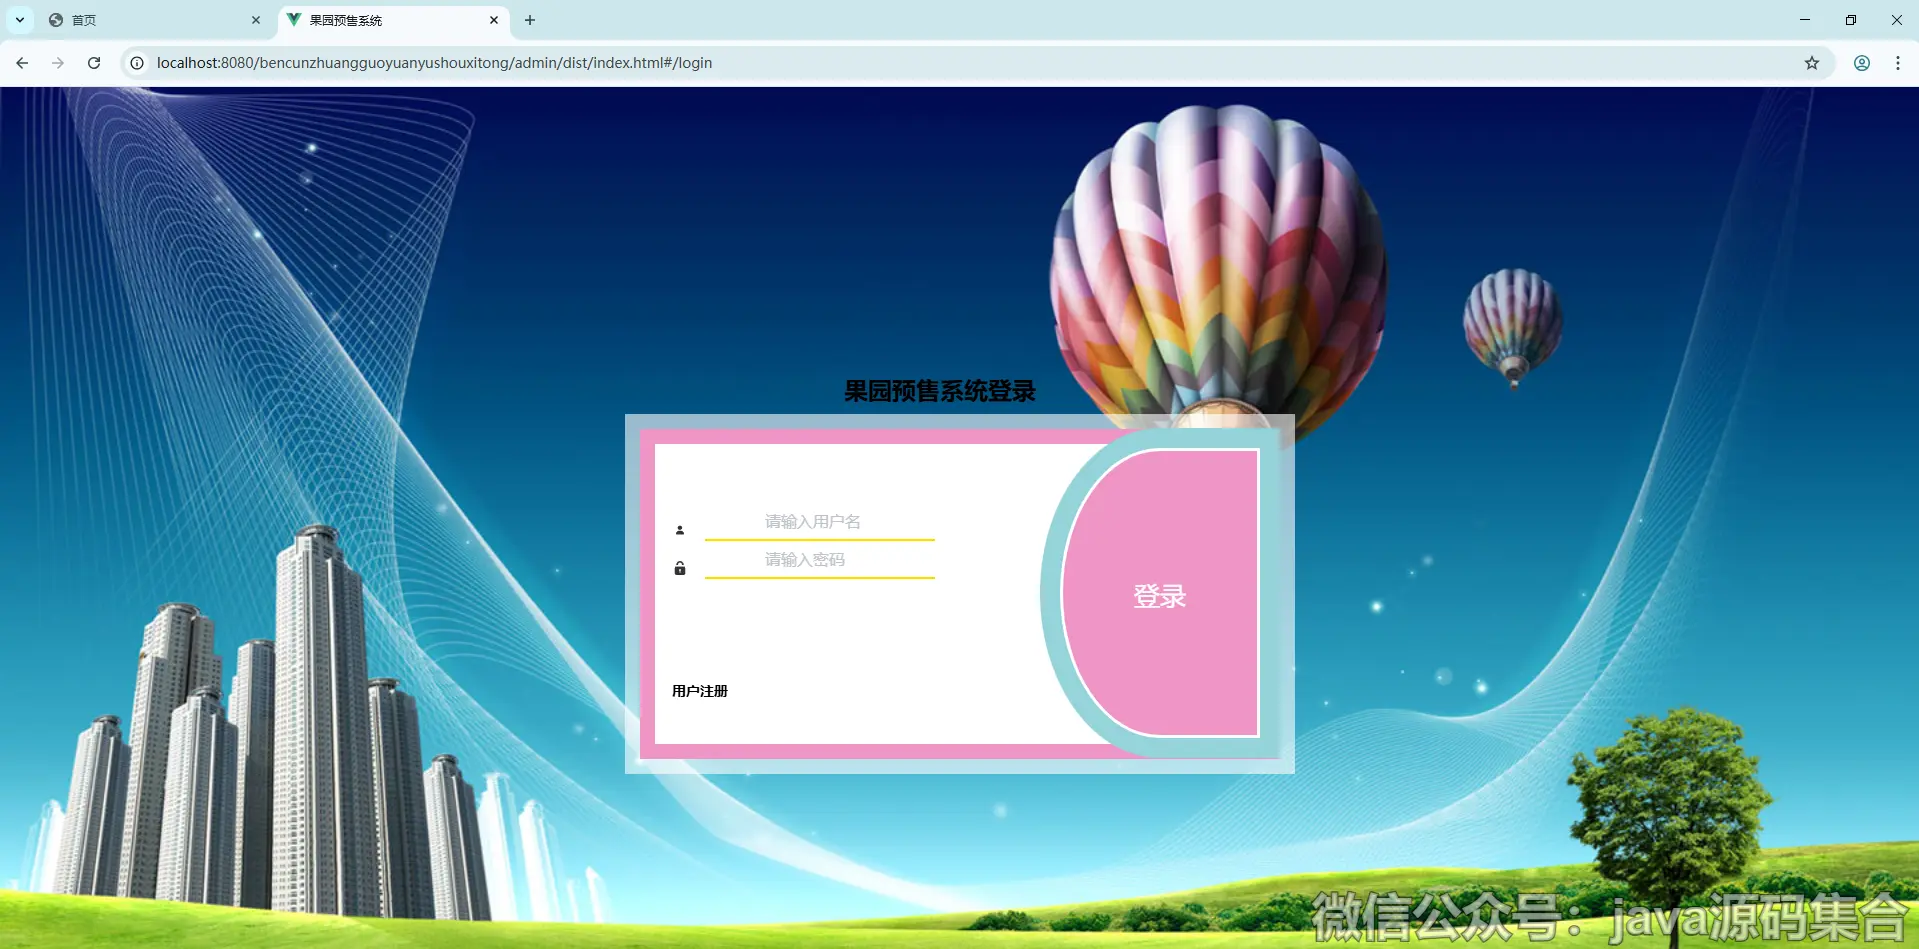 首页
果园预售系统
localhost:8080/bencunzhuangguoyuanyushouxitong/admin/dist/index.html#/login
果园预售系统登录
请输入用户名
请输入密码
登录
用户注册
微信公众号：java源码集合